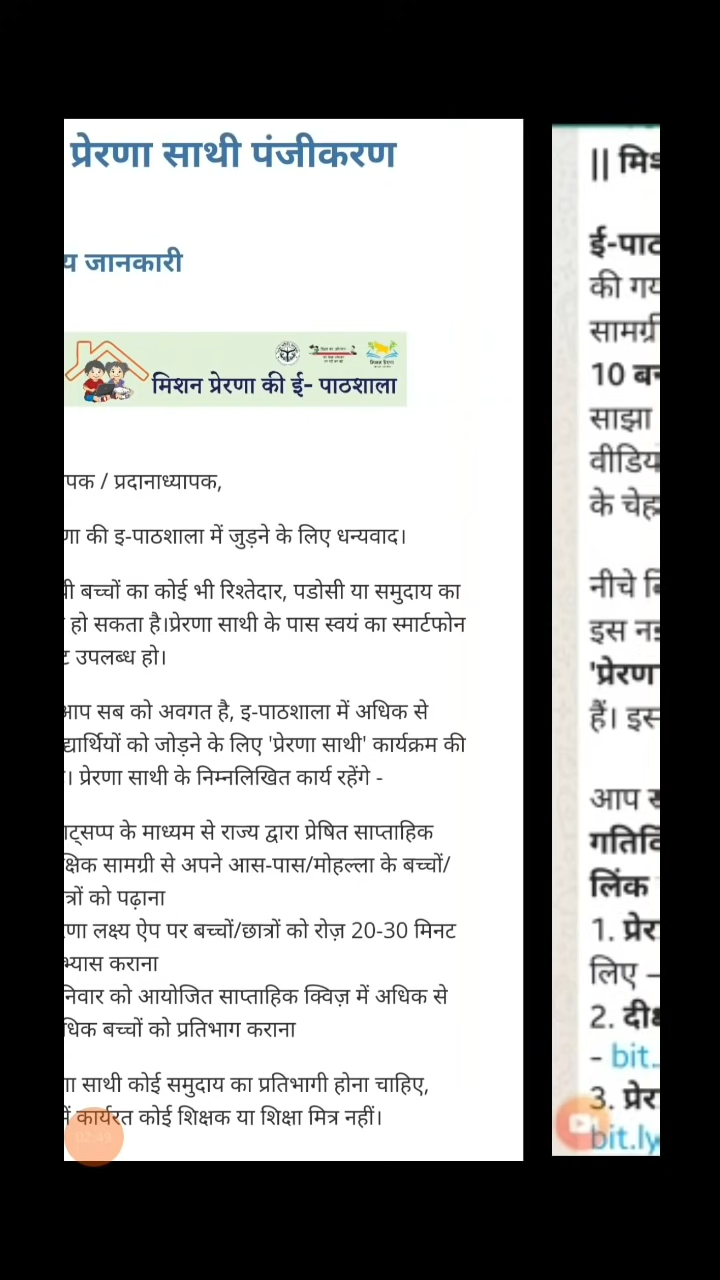 प्रेरणा साथी पंजीकरण
य जानकारी
मिशन प्रेरणा की ई- पाठशाला
पक / प्रदानाध्यापक,
णा की इ-पाठशाला में जुड़ने के लिए धन्यवाद।
थी बच्चों का कोई भी रिश्तेदार, पडोसी या समुदाय का
हो सकता है।प्रेरणा साथी के पास स्वयं का स्मार्टफोन
ट उपलब्ध हो।
आप सब को अवगत है, इ-पाठशाला में अधिक से
द्यार्थियों को जोड़ने के लिए 'प्रेरणा साथी' कार्यक्रम की
। प्रेरणा साथी के निम्नलिखित कार्य रहेंगे -
ाट्सप्प के माध्यम से राज्य द्वारा प्रेषित साप्ताहिक
क्षिक सामग्री से अपने आस-पास/मोहल्ला के बच्चों/
त्रों को पढ़ाना
रणा लक्ष्य ऐप पर बच्चों/छात्रों को रोज़ 20-30 मिनट
भ्यास कराना
निवार को आयोजित साप्ताहिक क्विज़ में अधिक से
धिक बच्चों को प्रतिभाग कराना
णा साथी कोई समुदाय का प्रतिभागी होना चाहिए,
में कार्यरत कोई शिक्षक या शिक्षा मित्र नहीं।
|| मिश
ई-पाठ
की गय
सामग्री
10 बन
साझा
वीडिय
के चेह
नीचे
इस
'प्रेरण
हैं। इस
आप
गतिवि
लिंक
1. प्रेर
लिए –
2. दीक्ष
– bit.
3. प्रेर
bit.ly